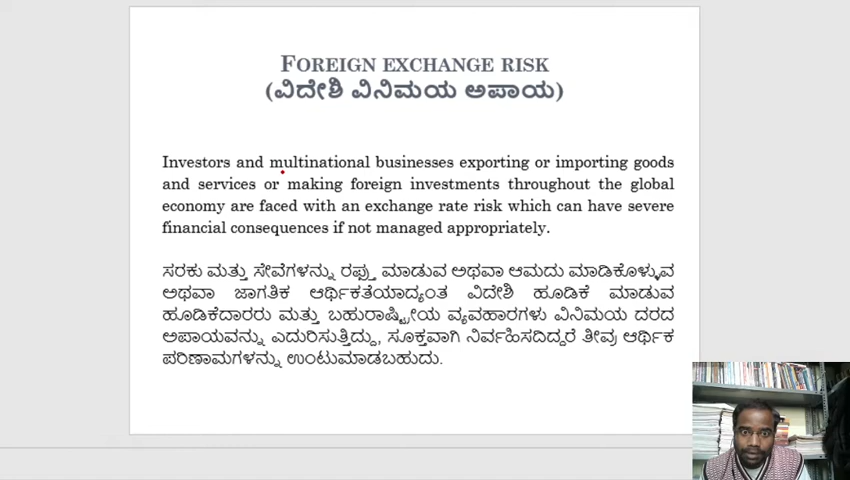 FOREIGN EXCHANGE RISK
(ವಿದೇಶಿ ವಿನಿಮಯ ಅಪಾಯ)
Investors and multinational businesses exporting or importing goods
and services or making foreign investments throughout the global
economy are faced with an exchange rate risk which can have severe
financial consequences if not managed appropriately.
ಸರಕು ಮತ್ತು ಸೇವೆಗಳನ್ನು ರಫ್ತು ಮಾಡುವ ಅಥವಾ ಆಮದು ಮಾಡಿಕೊಳ್ಳುವ
ಅಥವಾ ಜಾಗತಿಕ ಆರ್ಥಿಕತೆಯಾದ್ಯಂತ ವಿದೇಶಿ ಹೂಡಿಕೆ ಮಾಡುವ
ಹೂಡಿಕೆದಾರರು ಮತ್ತು ಬಹುರಾಷ್ಟ್ರೀಯ ವ್ಯವಹಾರಗಳು ವಿನಿಮಯ ದರದ
ಅಪಾಯವನ್ನು ಎದುರಿಸುತ್ತಿದ್ದು, ಸೂಕ್ತವಾಗಿ ನಿರ್ವಹಿಸದಿದ್ದರೆ ತೀವ್ರ ಆರ್ಥಿಕ
ಪರಿಣಾಮಗಳನ್ನು ಉಂಟುಮಾಡಬಹುದು.